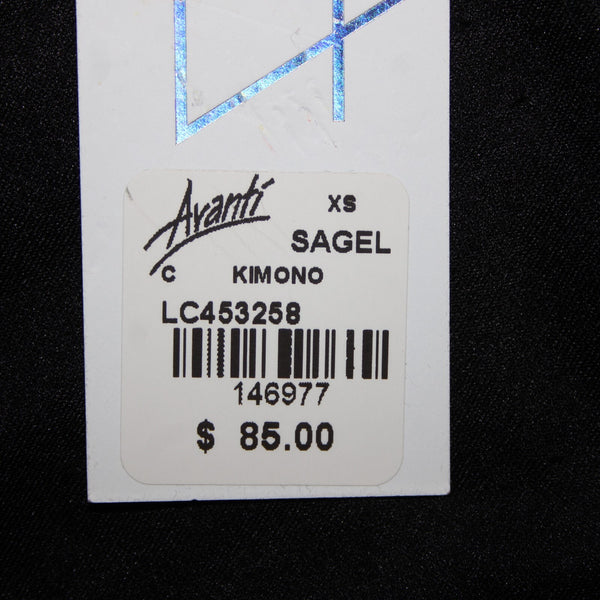 Avanti XS
SAGEL
C KIMONO
LC453258
146977
$ 85.00